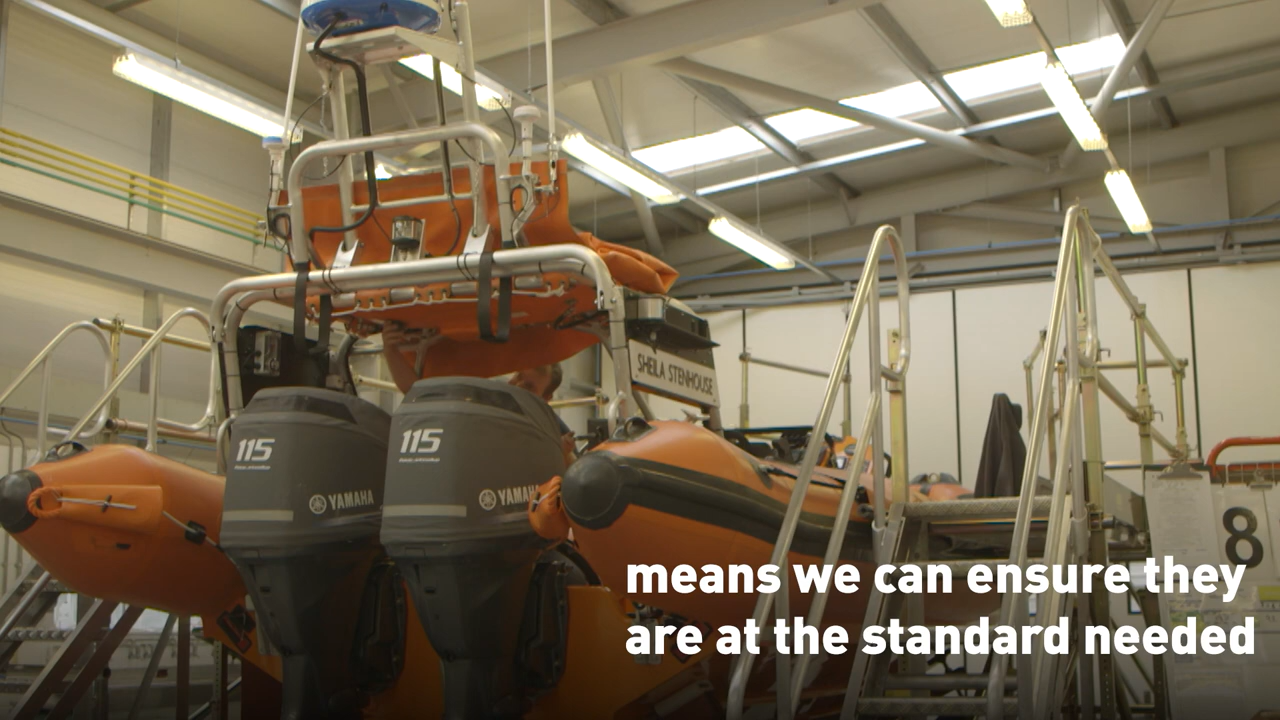 SHEILA STENHOUSE
115
115
YAMAHA
YAMAHA
8
means we can ensure they
are at the standard needed